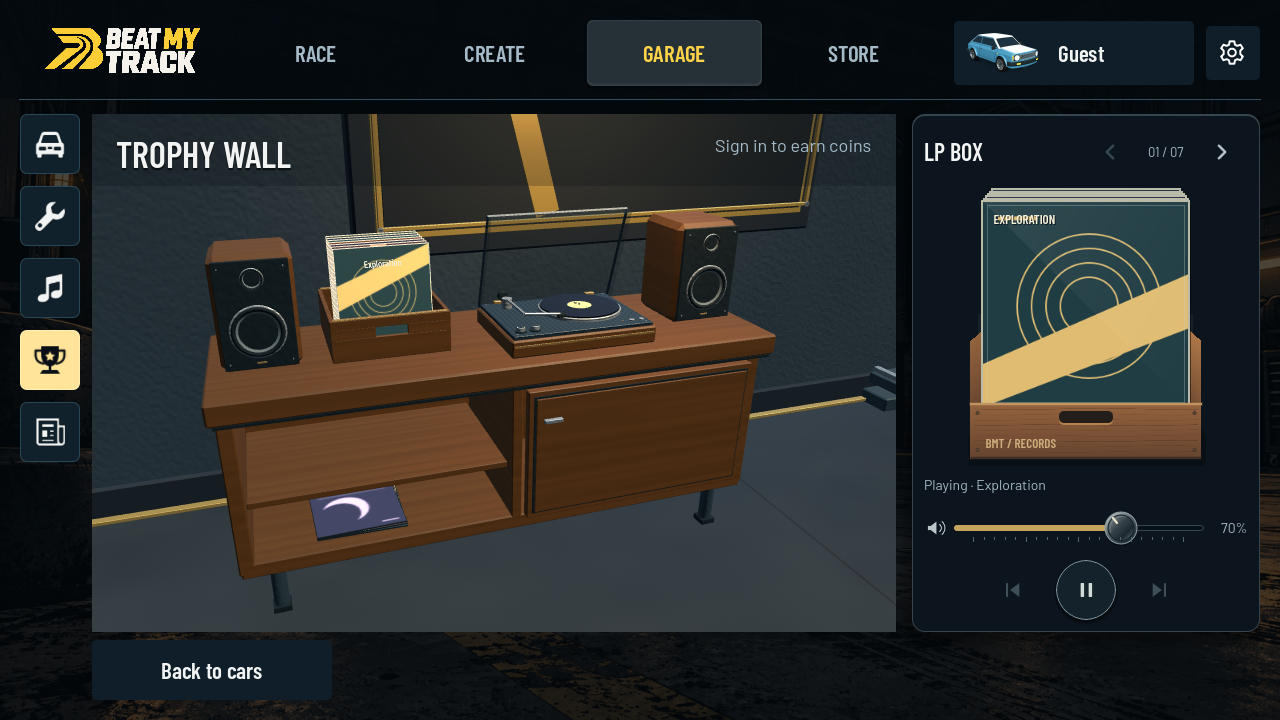 BEAT MY
TRACK
RACE
CREATE
GARAGE
STORE
Guest
TROPHY WALL
Sign in to earn coins
Exploration
LP BOX
01 / 07
EXPLORATION
BMT / RECORDS
Playing · Exploration
70%
Back to cars